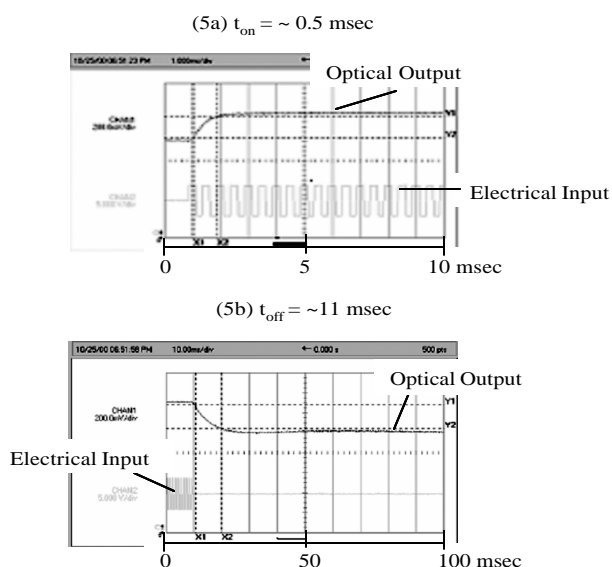 (5a) ton = ~ 0.5 msec
10/25/00 06:51:23 PM 1.000ms/div
Optical Output
Y1
CHAN1
200.0mV/div
Y2
Electrical Input
5.000 V/div
X1 X2
0 5 10 msec
(5b) toff = ~11 msec
10/25/00 06:51:58 PM 10.00ms/div ← 0.000 s 500 pts
Optical Output
Y1
CHAN1
200.0mV/div
Y2
Electrical Input
CHAN2
5.000 V/div
X1 X2
0 50 100 msec